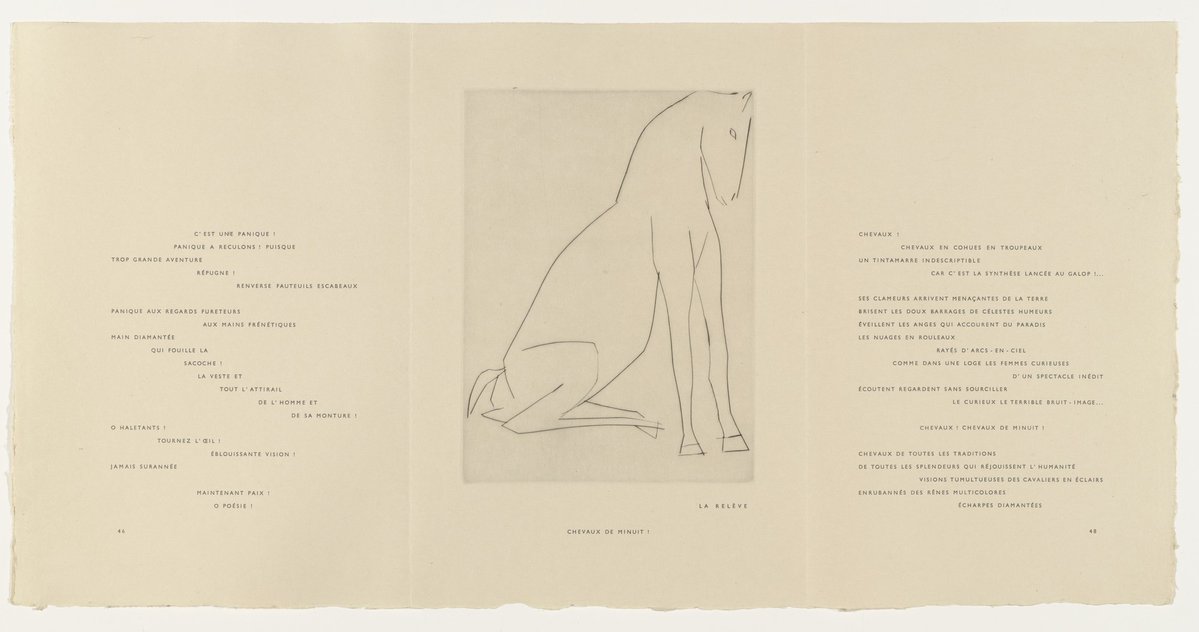 C'EST UNE PANIQUE !
PANIQUE A RECULONS ! PUISQUE
TROP GRANDE AVENTURE
RÉPUGNE !
RENVERSE FAUTEUILS ESCABEAUX
PANIQUE AUX REGARDS FURETEURS
AUX MAINS FRÉNÉTIQUES
MAIN DIAMANTÉE
QUI FOUILLE LA
SACOCHE !
LA VESTE ET
TOUT L'ATTIRAIL
DE L'HOMME ET
DE SA MONTURE !
O HALETANTS !
TOURNEZ L'ŒIL !
ÉBLOUISSANTE VISION !
JAMAIS SURANNÉE
MAINTENANT PAIX !
O POÉSIE !
46
LA RELÈVE
CHEVAUX DE MINUIT !
CHEVAUX !
CHEVAUX EN COHUES EN TROUPEAUX
UN TINTAMARRE INDESCRIPTIBLE
CAR C'EST LA SYNTHÈSE LANCÉE AU GALOP !...
SES CLAMEURS ARRIVENT MENAÇANTES DE LA TERRE
BRISENT LES DOUX BARRAGES DE CÉLESTES HUMEURS
ÉVEILLENT LES ANGES QUI ACCOURENT DU PARADIS
LES NUAGES EN ROULEAUX
RAYÉS D'ARCS-EN-CIEL
COMME DANS UNE LOGE LES FEMMES CURIEUSES
D'UN SPECTACLE INÉDIT
ÉCOUTENT REGARDENT SANS SOURCILLER
LE CURIEUX LE TERRIBLE BRUIT-IMAGE...
CHEVAUX ! CHEVAUX DE MINUIT !
CHEVAUX DE TOUTES LES TRADITIONS
DE TOUTES LES SPLENDEURS QUI RÉJOUISSENT L'HUMANITÉ
VISIONS TUMULTUEUSES DES CAVALIERS EN ÉCLAIRS
ENRUBANNÉS DES RÊNES MULTICOLORES
ÉCHARPES DIAMANTÉES
48